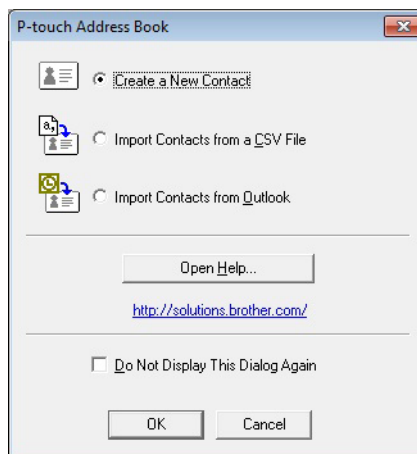 P-touch Address Book
Create a New Contact
a,
Import Contacts from a CSV File
Import Contacts from Outlook
Open Help...
http://solutions.brother.com/
Do Not Display This Dialog Again
OK Cancel